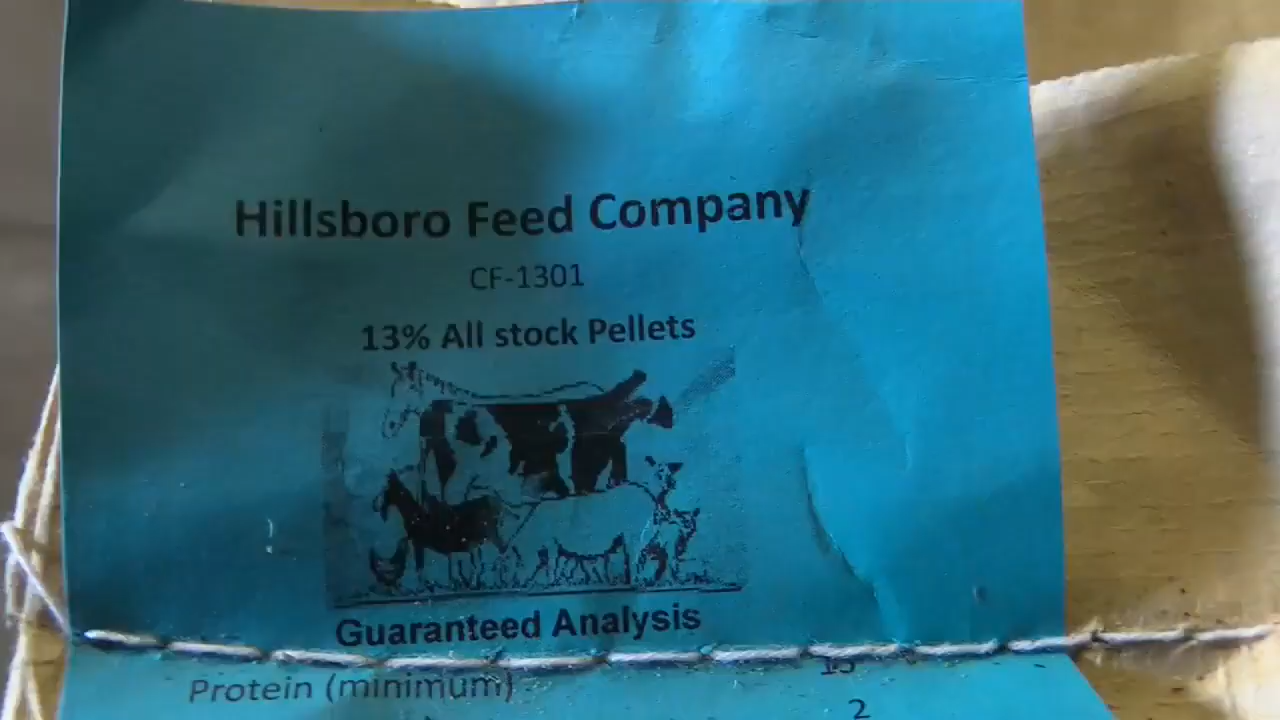 Hillsboro Feed Company
CF-1301
13% All stock Pellets
Guaranteed Analysis
Protein (minimum)
2